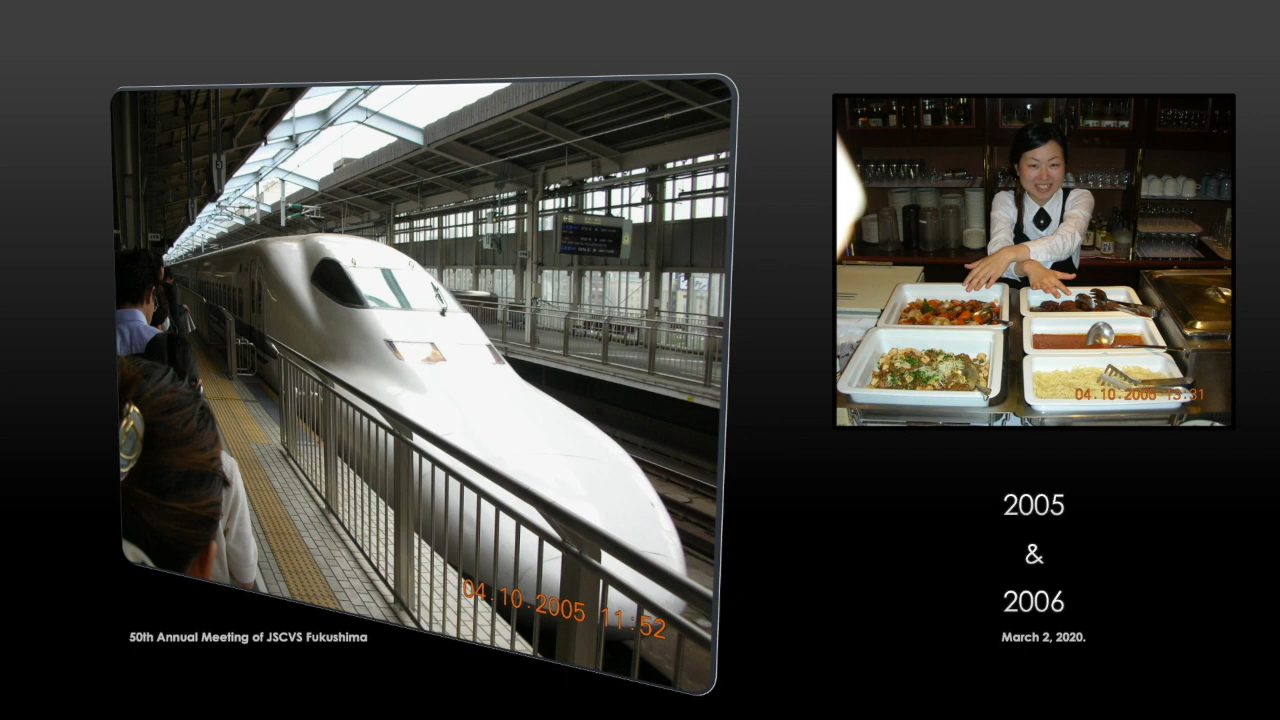 04.10.2005 11:52
04.10.2005 13:31
2005
&
2006
50th Annual Meeting of JSCVS Fukushima
March 2, 2020.